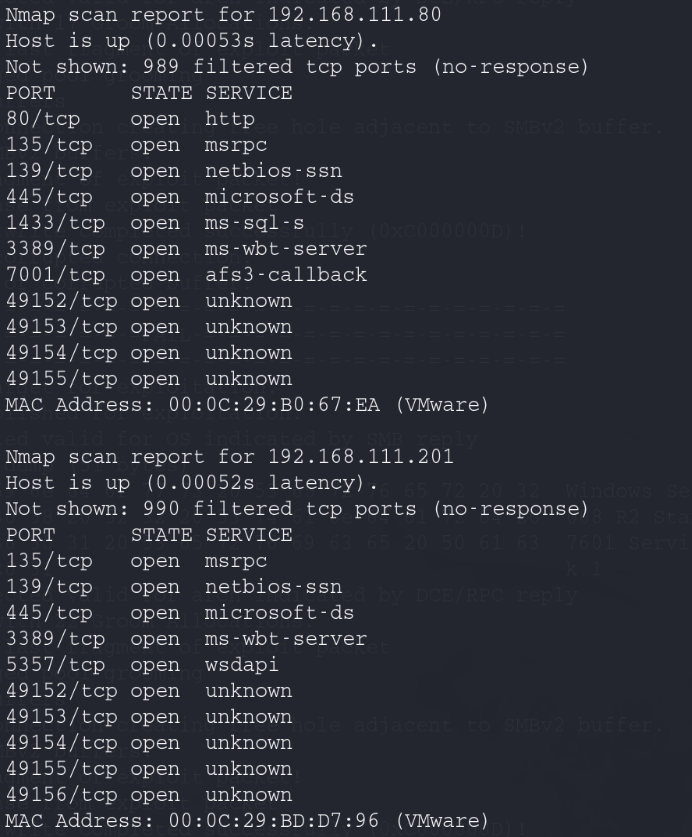 Nmap scan report for 192.168.111.80
Host is up (0.00053s latency).
Not shown: 989 filtered tcp ports (no-response)
PORT STATE SERVICE
80/tcp open http
135/tcp open msrpc
139/tcp open netbios-ssn
445/tcp open microsoft-ds
1433/tcp open ms-sql-s
3389/tcp open ms-wbt-server
7001/tcp open afs3-callback
49152/tcp open unknown
49153/tcp open unknown
49154/tcp open unknown
49155/tcp open unknown
MAC Address: 00:0C:29:B0:67:EA (VMware)
Nmap scan report for 192.168.111.201
Host is up (0.00052s latency).
Not shown: 990 filtered tcp ports (no-response)
PORT STATE SERVICE
135/tcp open msrpc
139/tcp open netbios-ssn
445/tcp open microsoft-ds
3389/tcp open ms-wbt-server
5357/tcp open wsdapi
49152/tcp open unknown
49153/tcp open unknown
49154/tcp open unknown
49155/tcp open unknown
49156/tcp open unknown
MAC Address: 00:0C:29:BD:D7:96 (VMware)